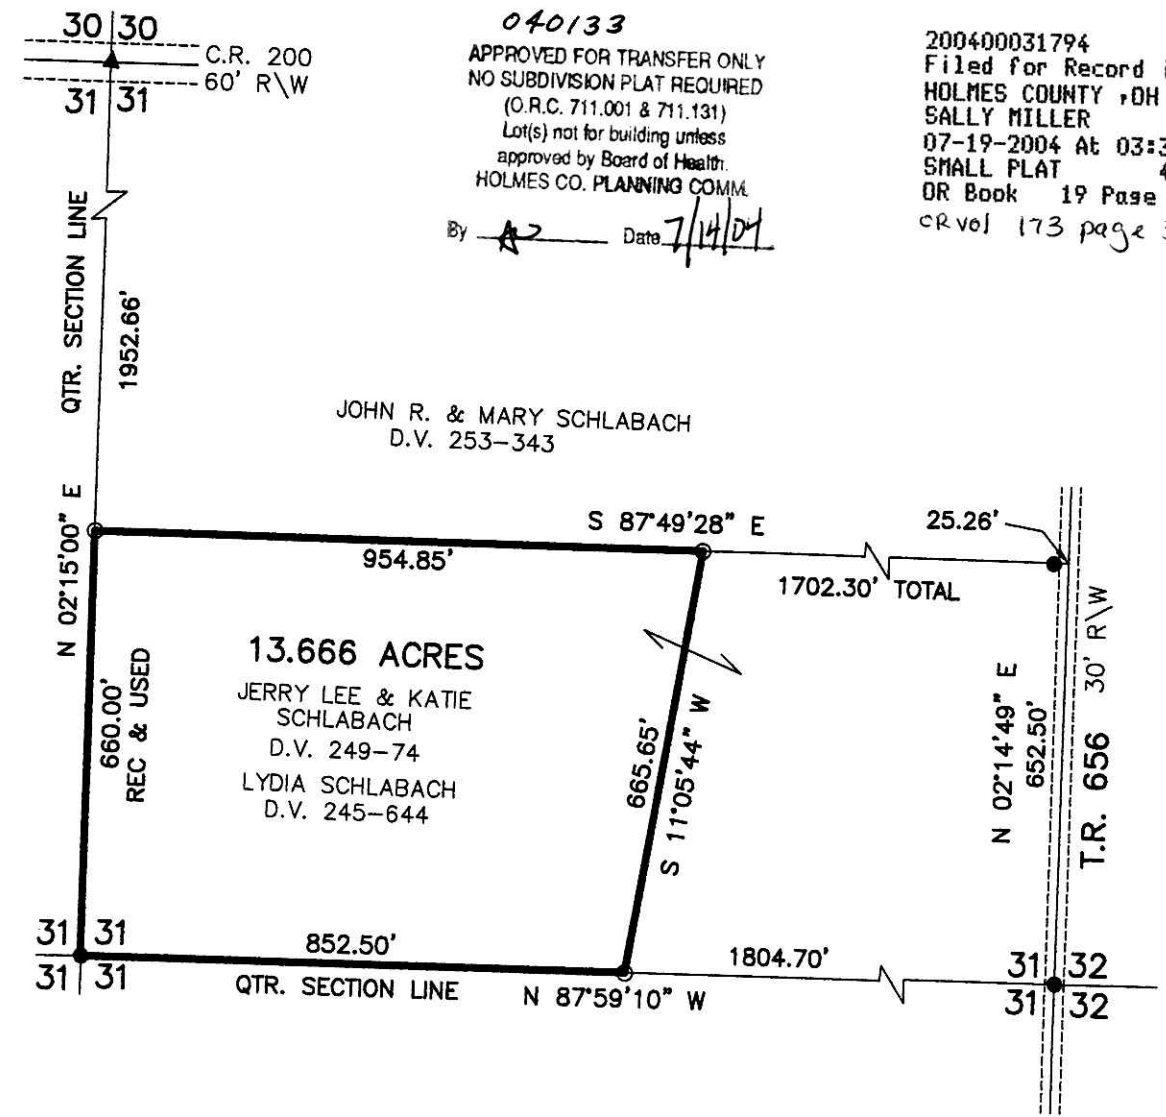 040133
APPROVED FOR TRANSFER ONLY
NO SUBDIVISION PLAT REQUIRED
(O.R.C. 711.001 & 711.131)
Lot(s) not for building unless
approved by Board of Health.
HOLMES CO. PLANNING COMM.
By
Date 7/14/04
200400031794
Filed for Record
HOLMES COUNTY , OH
SALLY MILLER
07-19-2004 At 03:3
SMALL PLAT
OR Book 19 Page
CR vol 173 page
30 30
C.R. 200
60' R\W
31 31
QTR. SECTION LINE
1952.66'
JOHN R. & MARY SCHLABACH
D.V. 253-343
N 02°15'00" E
S 87°49'28" E
954.85'
25.26'
1702.30' TOTAL
660.00'
REC & USED
13.666 ACRES
JERRY LEE & KATIE
SCHLABACH
D.V. 249-74
LYDIA SCHLABACH
D.V. 245-644
665.65'
S 11°05'44" W
N 02°14'49" E
652.50'
T.R. 656 30' R\W
31 31
31 31
852.50'
QTR. SECTION LINE
N 87°59'10" W
1804.70'
31 32
31 32